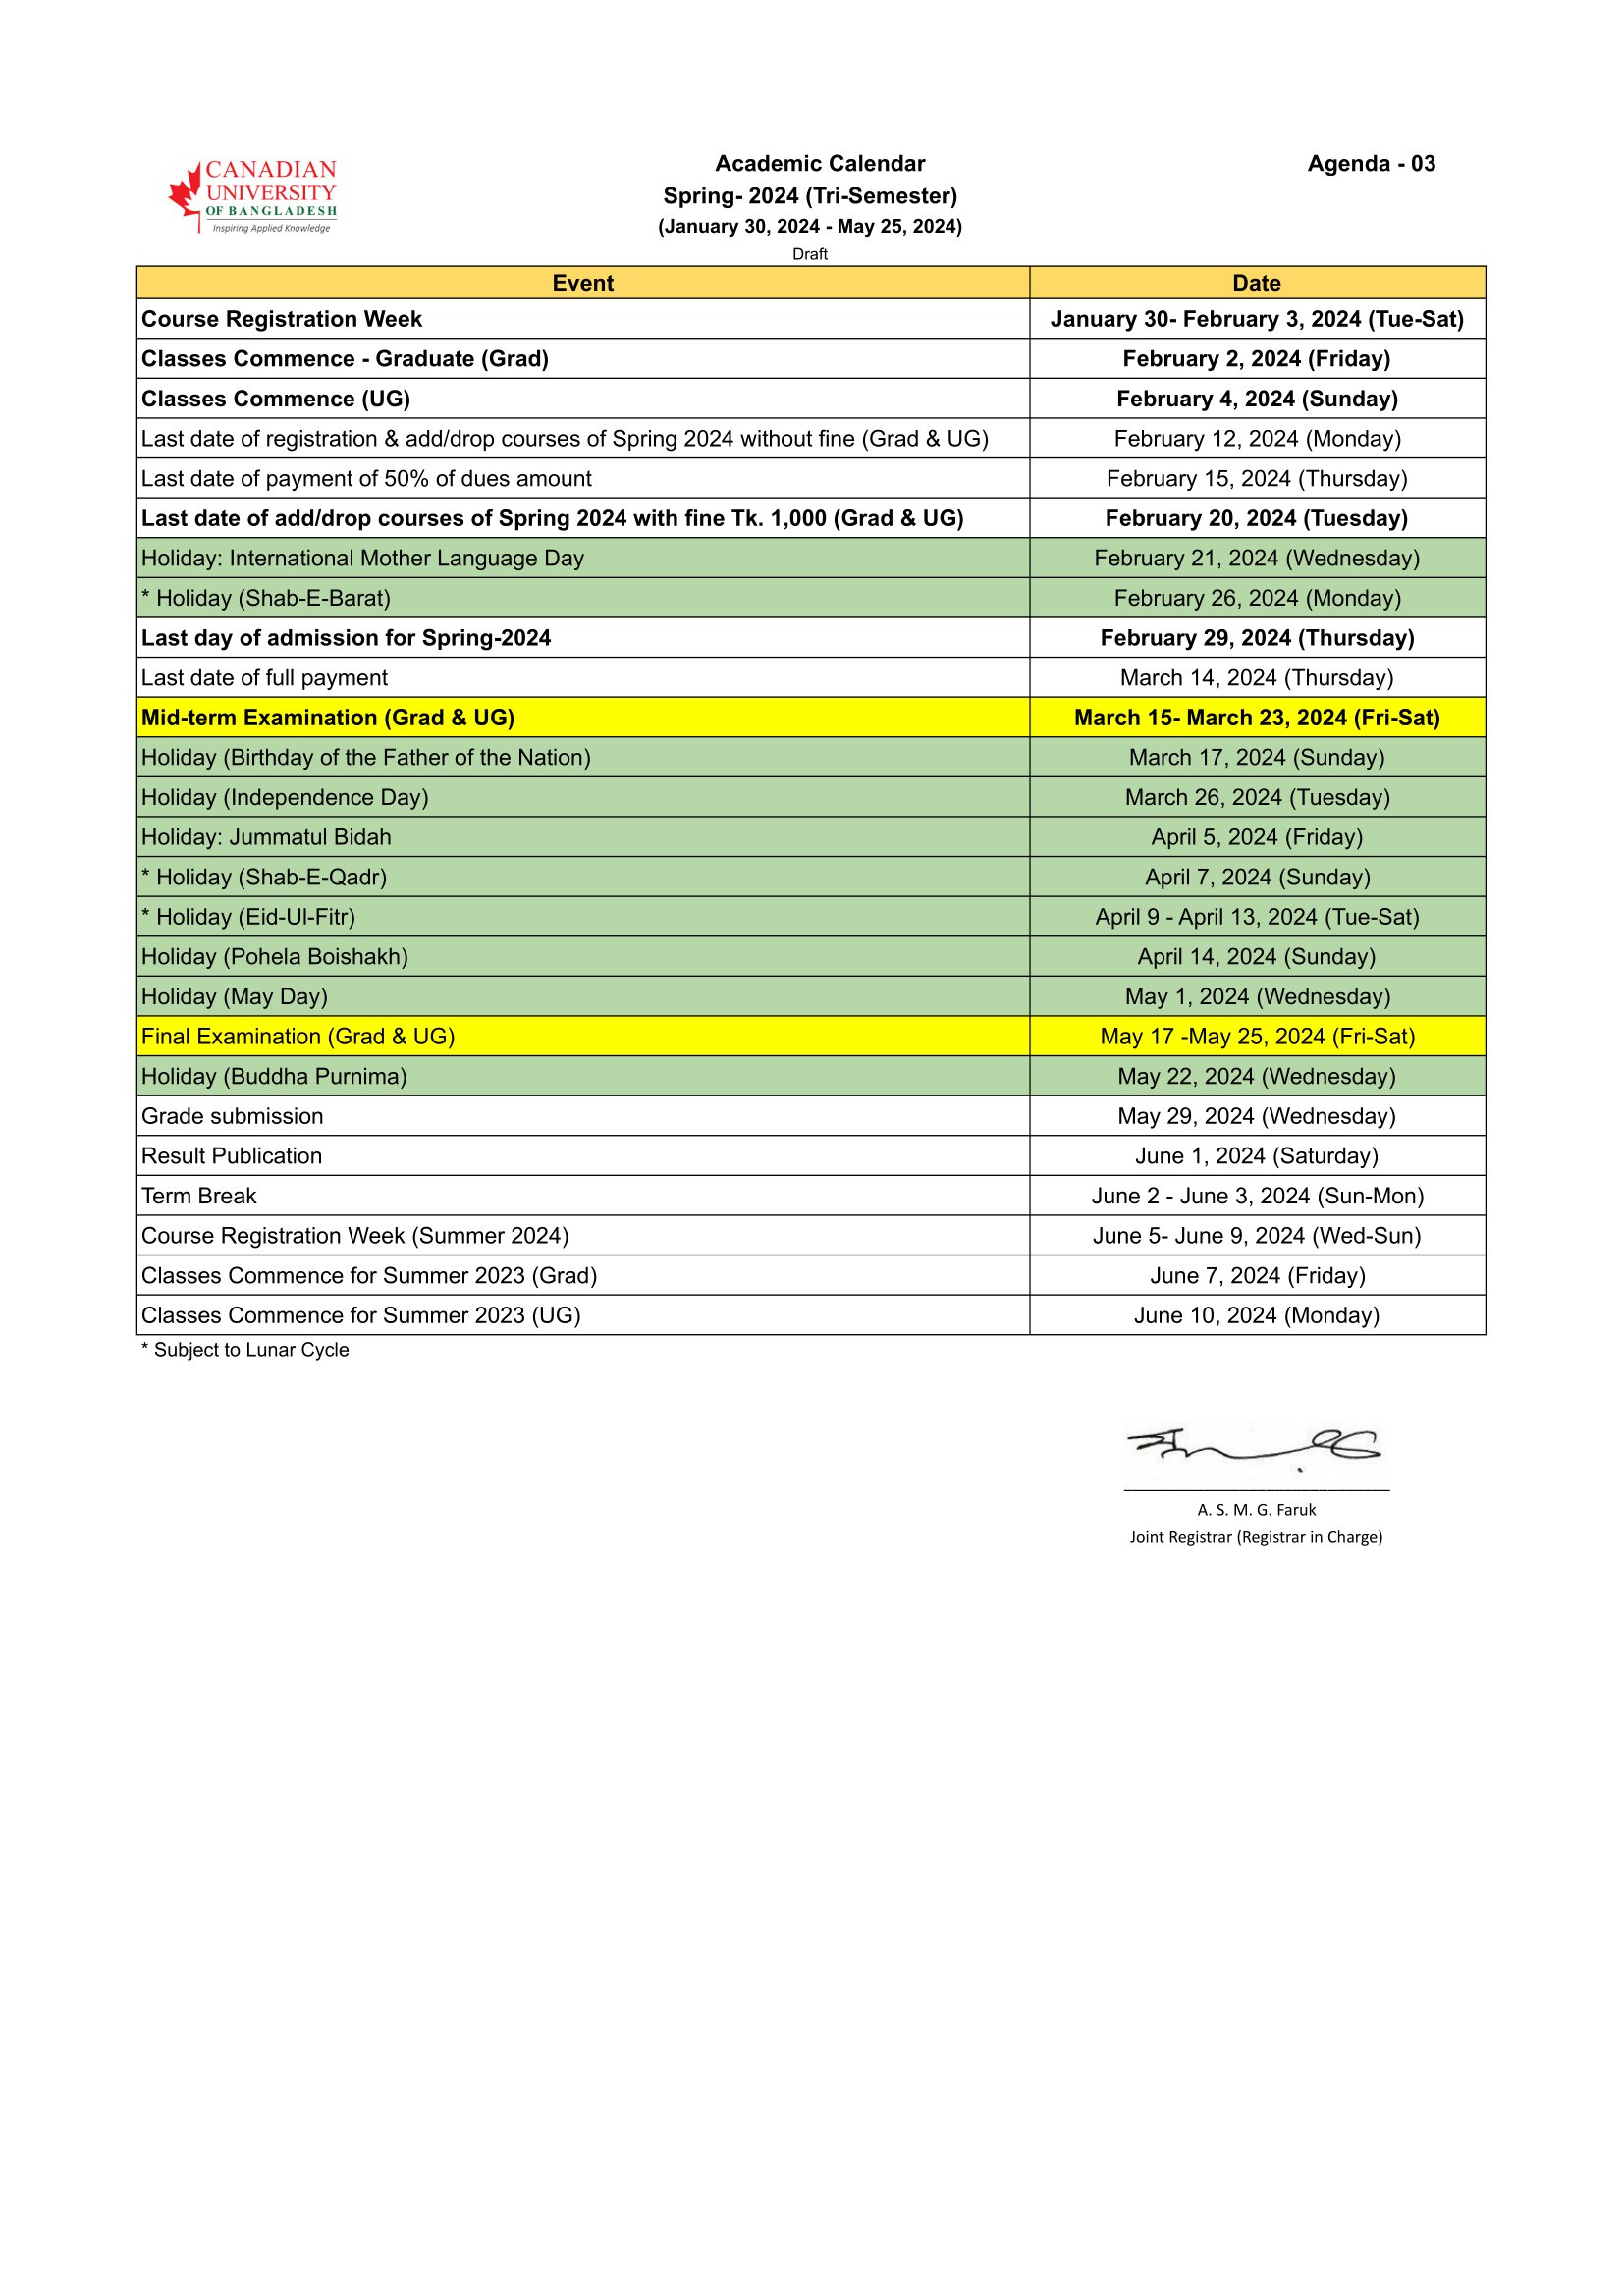 CANADIAN
UNIVERSITY
OF BANGLADESH
Inspiring Applied Knowledge
Academic Calendar
Agenda - 03
Spring- 2024 (Tri-Semester)
(January 30, 2024 - May 25, 2024)
Draft
Event Date
Course Registration Week January 30- February 3, 2024 (Tue-Sat)
Classes Commence - Graduate (Grad) February 2, 2024 (Friday)
Classes Commence (UG) February 4, 2024 (Sunday)
Last date of registration & add/drop courses of Spring 2024 without fine (Grad & UG) February 12, 2024 (Monday)
Last date of payment of 50% of dues amount February 15, 2024 (Thursday)
Last date of add/drop courses of Spring 2024 with fine Tk. 1,000 (Grad & UG) February 20, 2024 (Tuesday)
Holiday: International Mother Language Day February 21, 2024 (Wednesday)
* Holiday (Shab-E-Barat) February 26, 2024 (Monday)
Last day of admission for Spring-2024 February 29, 2024 (Thursday)
Last date of full payment March 14, 2024 (Thursday)
Mid-term Examination (Grad & UG) March 15- March 23, 2024 (Fri-Sat)
Holiday (Birthday of the Father of the Nation) March 17, 2024 (Sunday)
Holiday (Independence Day) March 26, 2024 (Tuesday)
Holiday: Jummatul Bidah April 5, 2024 (Friday)
* Holiday (Shab-E-Qadr) April 7, 2024 (Sunday)
* Holiday (Eid-Ul-Fitr) April 9 - April 13, 2024 (Tue-Sat)
Holiday (Pohela Boishakh) April 14, 2024 (Sunday)
Holiday (May Day) May 1, 2024 (Wednesday)
Final Examination (Grad & UG) May 17 -May 25, 2024 (Fri-Sat)
Holiday (Buddha Purnima) May 22, 2024 (Wednesday)
Grade submission May 29, 2024 (Wednesday)
Result Publication June 1, 2024 (Saturday)
Term Break June 2 - June 3, 2024 (Sun-Mon)
Course Registration Week (Summer 2024) June 5- June 9, 2024 (Wed-Sun)
Classes Commence for Summer 2023 (Grad) June 7, 2024 (Friday)
Classes Commence for Summer 2023 (UG) June 10, 2024 (Monday)
* Subject to Lunar Cycle
A. S. M. G. Faruk
Joint Registrar (Registrar in Charge)